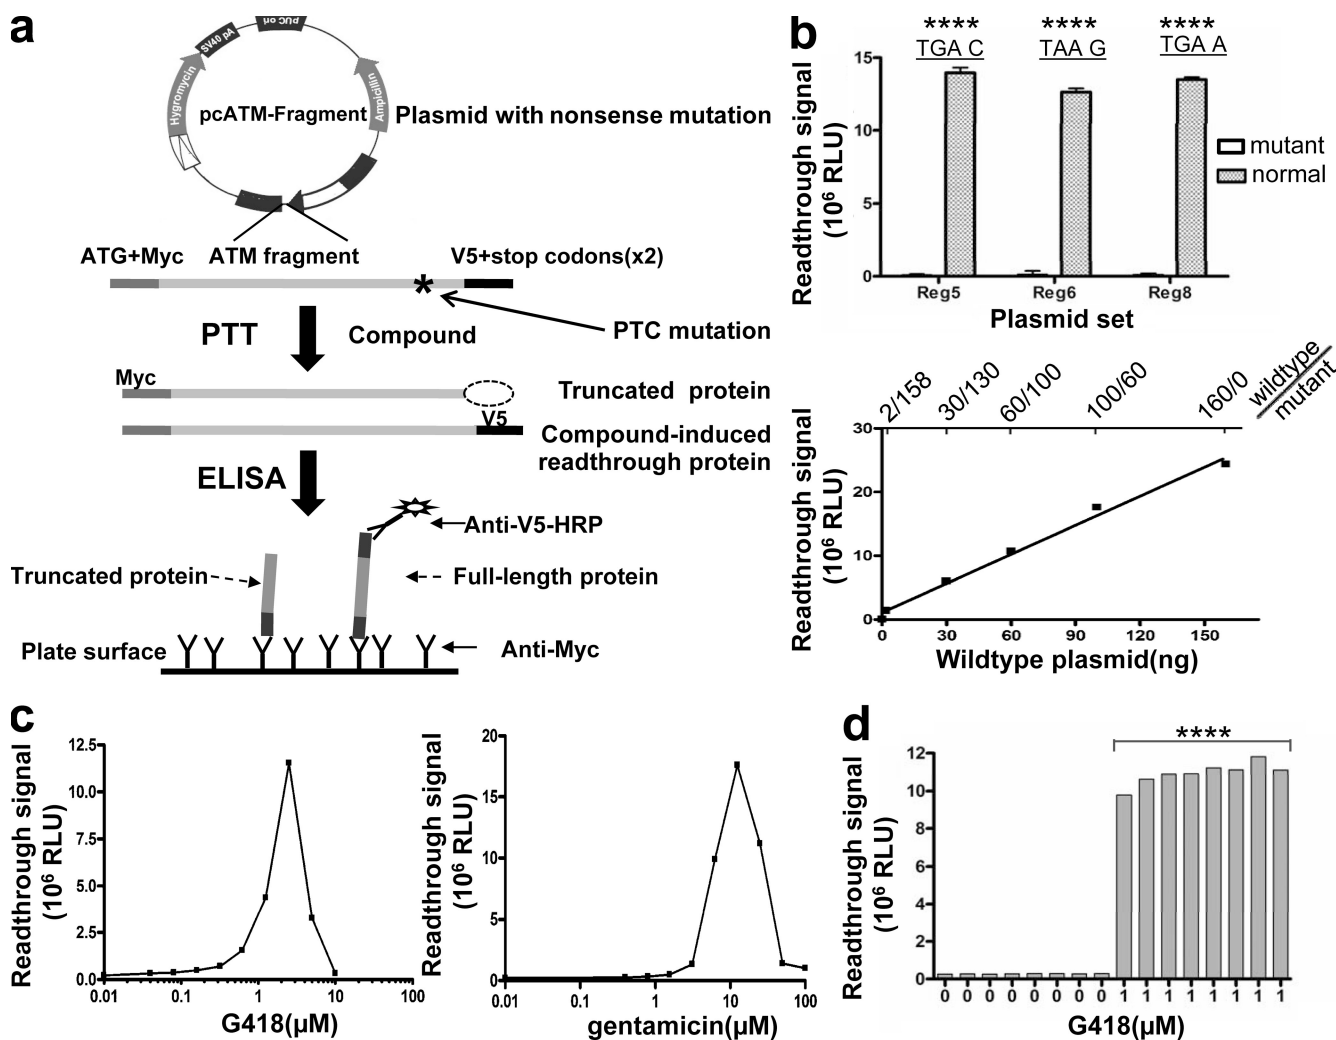 a
pUC ori
SV40 pA
Hygromycin
Ampicillin
pcATM-Fragment
Plasmid with nonsense mutation
ATG+Myc
ATM fragment
V5+stop codons(x2)
*
PTT
Compound
PTC mutation
Myc
Truncated protein
V5
Compound-induced
readthrough protein
ELISA
Anti-V5-HRP
Truncated protein
Full-length protein
Plate surface
Anti-Myc
b
**** **** ****
TGA C TAA G TGA A
Readthrough signal
(10⁶ RLU)
15
10
5
0
mutant
normal
Reg5 Reg6 Reg8
Plasmid set
2/158 30/130 60/100 100/60 160/0
wildtype
mutant
Readthrough signal
(10⁶ RLU)
30
20
10
0
0 30 60 90 120 150
Wildtype plasmid(ng)
c
Readthrough signal
(10⁶ RLU)
12.5
10.0
7.5
5.0
2.5
0.0
0.01 0.1 1 10 100
G418(µM)
Readthrough signal
(10⁶ RLU)
20
15
10
5
0
0.01 0.1 1 10 100
gentamicin(µM)
d
****
Readthrough signal
(10⁶ RLU)
12
10
8
6
4
2
0
0 0 0 0 0 0 0 0 1 1 1 1 1 1 1 1
G418(µM)